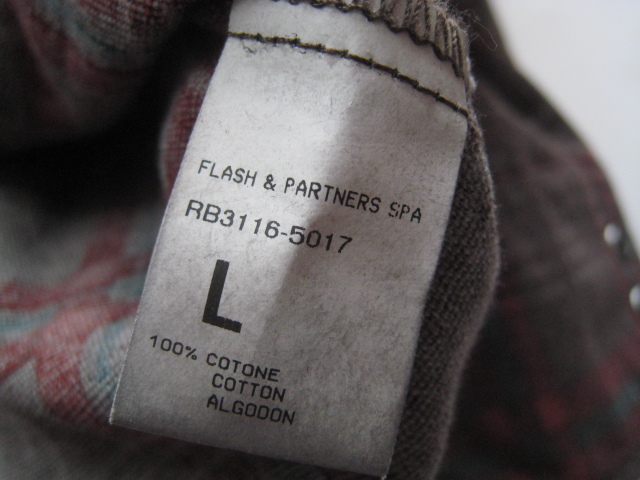 FLASH & PARTNERS SPA
RB3116-5017
L
100% COTONE
COTTON
ALGODON